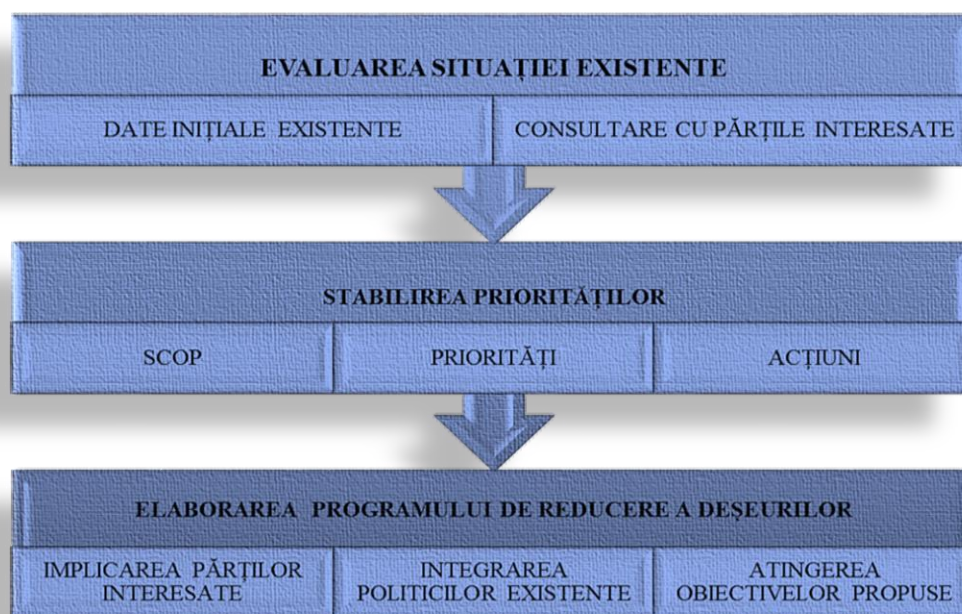 EVALUAREA SITUAȚIEI EXISTENTE
DATE INIȚIALE EXISTENTE
CONSULTARE CU PĂRȚILE INTERESATE
STABILIREA PRIORITĂȚILOR
SCOP
PRIORITĂȚI
ACȚIUNI
ELABORAREA PROGRAMULUI DE REDUCERE A DEȘEURILOR
IMPLICAREA PĂRȚILOR
INTERESATE
INTEGRAREA
POLITICILOR EXISTENTE
ATINGEREA
OBIECTIVELOR PROPUSE